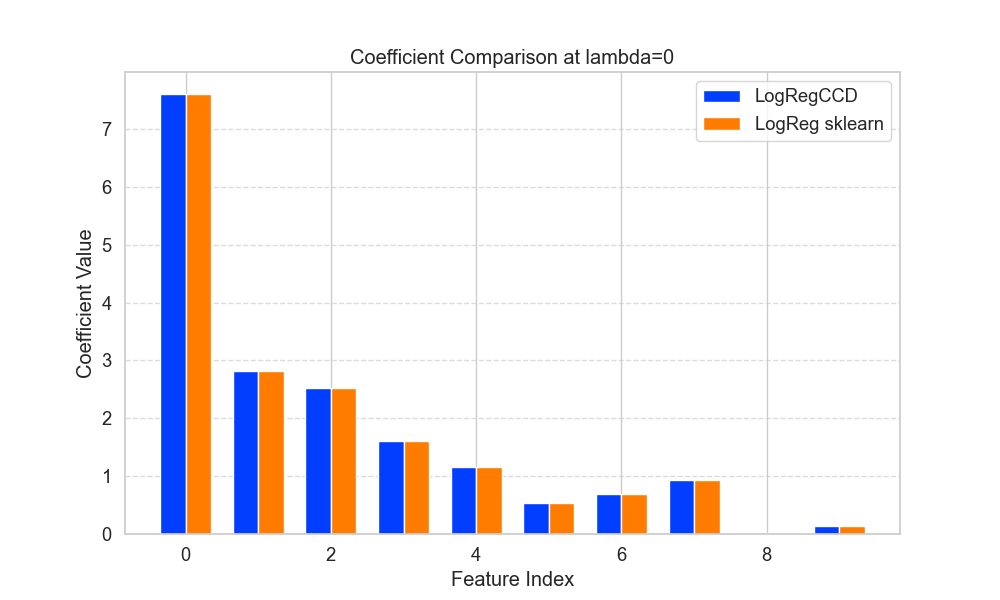 Coefficient Comparison at lambda=0
LogRegCCD
LogReg sklearn
Coefficient Value
7
6
5
4
3
2
1
0
0 2 4 6 8
Feature Index